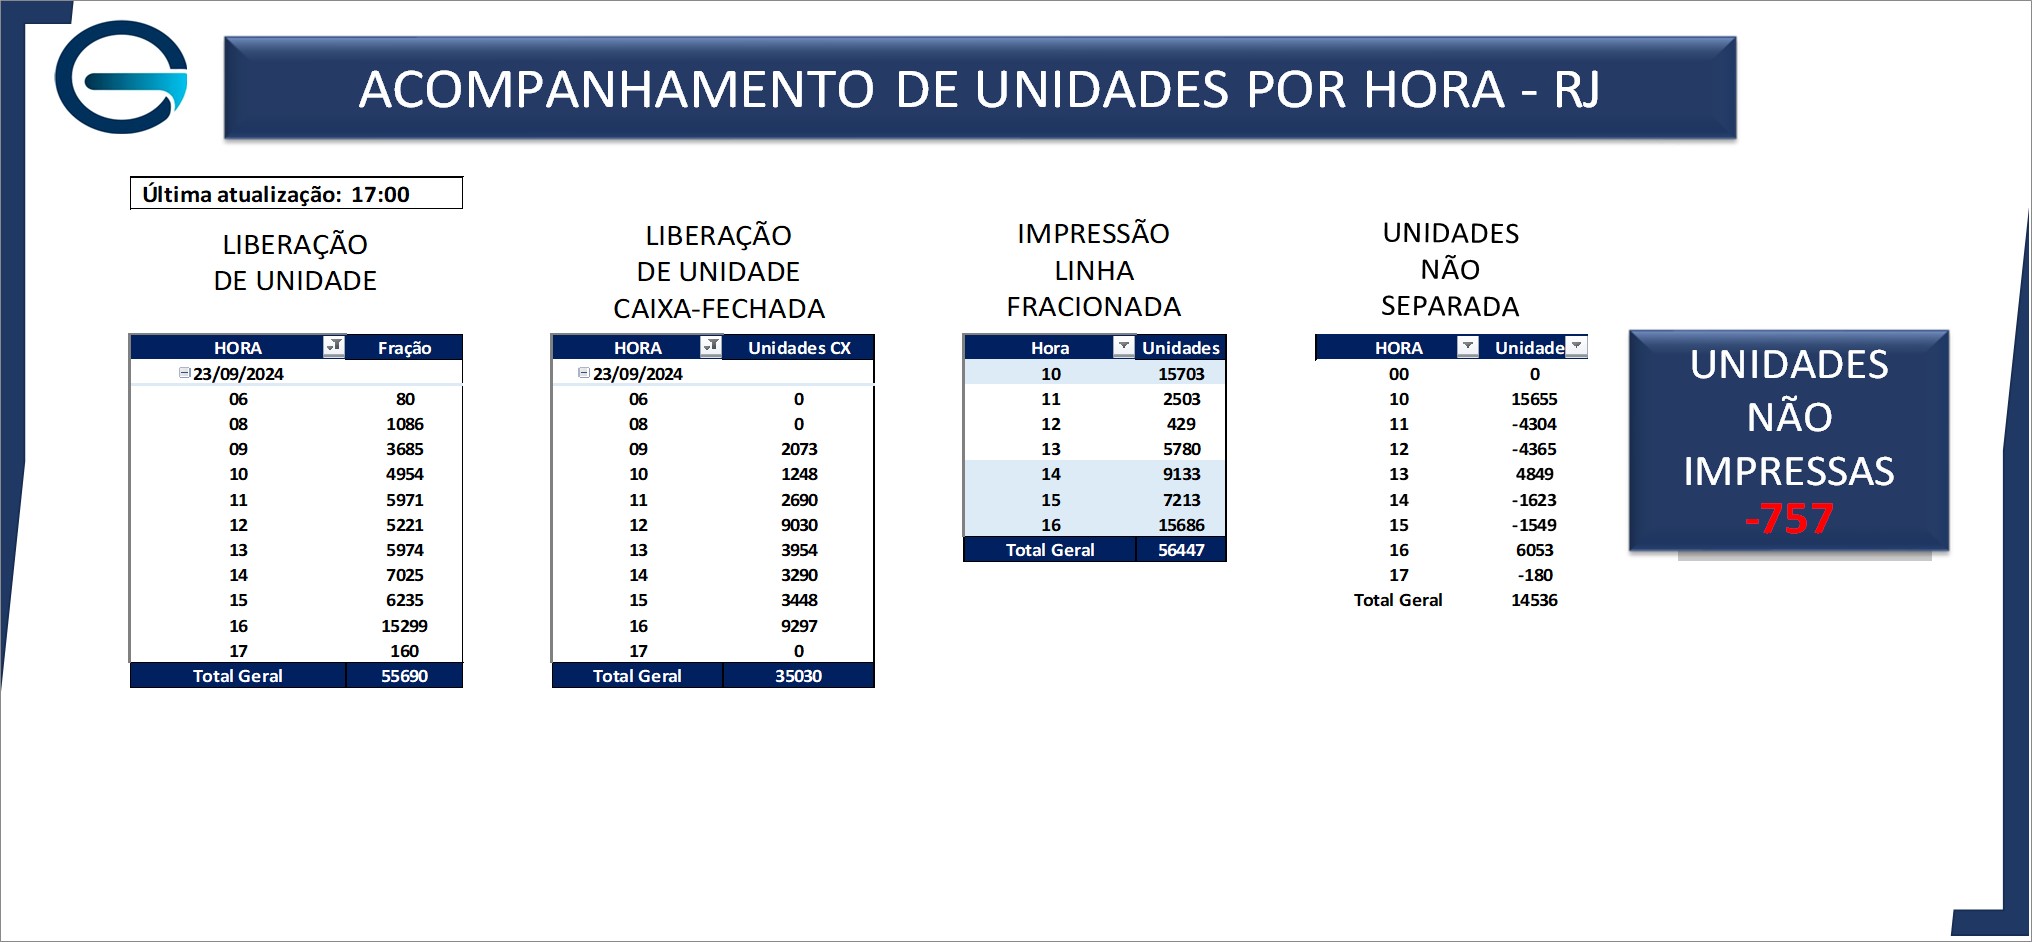 ACOMPANHAMENTO DE UNIDADES POR HORA - RJ
Última atualização: 17:00
LIBERAÇÃO
DE UNIDADE
HORA Fração
23/09/2024
06 80
08 1086
09 3685
10 4954
11 5971
12 5221
13 5974
14 7025
15 6235
16 15299
17 160
Total Geral 55690
LIBERAÇÃO
DE UNIDADE
CAIXA-FECHADA
HORA Unidades CX
23/09/2024
06 0
08 0
09 2073
10 1248
11 2690
12 9030
13 3954
14 3290
15 3448
16 9297
17 0
Total Geral 35030
IMPRESSÃO
LINHA
FRACIONADA
Hora Unidades
10 15703
11 2503
12 429
13 5780
14 9133
15 7213
16 15686
Total Geral 56447
UNIDADES
NÃO
SEPARADA
HORA Unidade
00 0
10 15655
11 -4304
12 -4365
13 4849
14 -1623
15 -1549
16 6053
17 -180
Total Geral 14536
UNIDADES
NÃO
IMPRESSAS
-757